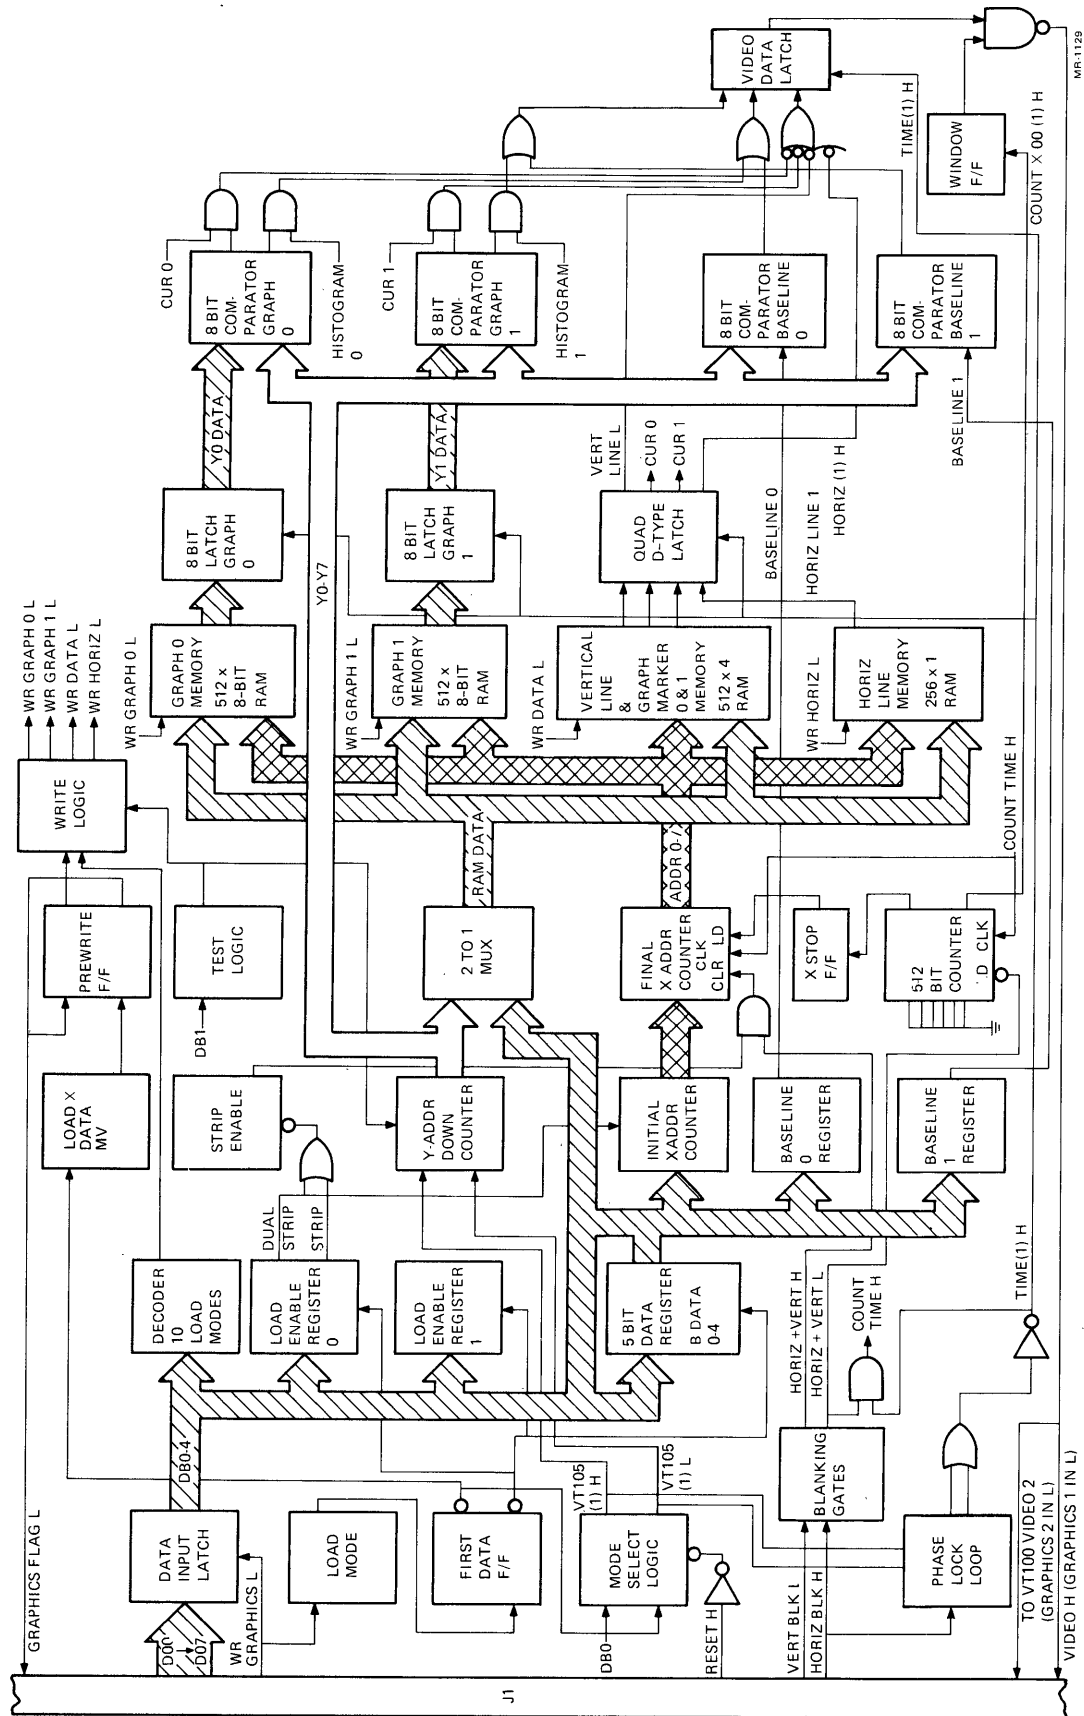 J1
GRAPHICS FLAG L
D00
D07
WR
GRAPHICS L
DATA
INPUT
LATCH
DB0-4
LOAD
MODE
FIRST
DATA
F/F
DB0
MODE
SELECT
LOGIC
RESET H
VT105
(1) H
VT105
(1) L
VERT BLK L
HORIZ BLK H
BLANKING
GATES
PHASE
LOCK
LOOP
TO VT100 VIDEO 2
(GRAPHICS 2 IN L)
VIDEO H (GRAPHICS 1 IN L)
DECODER
10
LOAD
MODES
LOAD
ENABLE
REGISTER
0
LOAD
ENABLE
REGISTER
1
5 BIT
DATA
REGISTER
B DATA
0-4
HORIZ +VERT H
HORIZ + VERT L
COUNT
TIME H
TIME(1) H
LOAD X
DATA
MV
DUAL
STRIP
STRIP
STRIP
ENABLE
Y-ADDR
DOWN
COUNTER
INITIAL
XADDR
COUNTER
BASELINE
0
REGISTER
BASELINE
1
REGISTER
PREWRITE
F/F
DB1
TEST
LOGIC
2 TO 1
MUX
FINAL
X ADDR
COUNTER
CLK
CLR LD
X STOP
F/F
512
BIT
COUNTER
CLK
WRITE
LOGIC
RAM DATA
ADDR 0-7
COUNT TIME H
WR GRAPH 0 L
WR GRAPH 1 L
WR DATA L
WR HORIZ L
WR GRAPH 0 L
GRAPH 0
MEMORY
512 x
8-BIT
RAM
WR GRAPH 1 L
GRAPH 1
MEMORY
512 x
8-BIT
RAM
WR DATA L
VERTICAL
LINE
&
GRAPH
MARKER
0 & 1
MEMORY
512 x 4
RAM
WR HORIZ L
HORIZ
LINE
MEMORY
256 x 1
RAM
Y0-Y7
8 BIT
LATCH
GRAPH
0
8 BIT
LATCH
GRAPH
1
QUAD
D-TYPE
LATCH
BASELINE 0
HORIZ LINE 1
HORIZ (1) H
VERT
LINE L
CUR 0
CUR 1
BASELINE 1
Y0 DATA
Y1 DATA
CUR 0
8 BIT
COM-
PARATOR
GRAPH
0
HISTOGRAM
0
CUR 1
8 BIT
COM-
PARATOR
GRAPH
1
HISTOGRAM
1
8 BIT
COM-
PARATOR
BASELINE
0
8 BIT
COM-
PARATOR
BASELINE
1
VIDEO
DATA
LATCH
TIME(1) H
WINDOW
F/F
COUNT X 00 (1) H
MR-1129